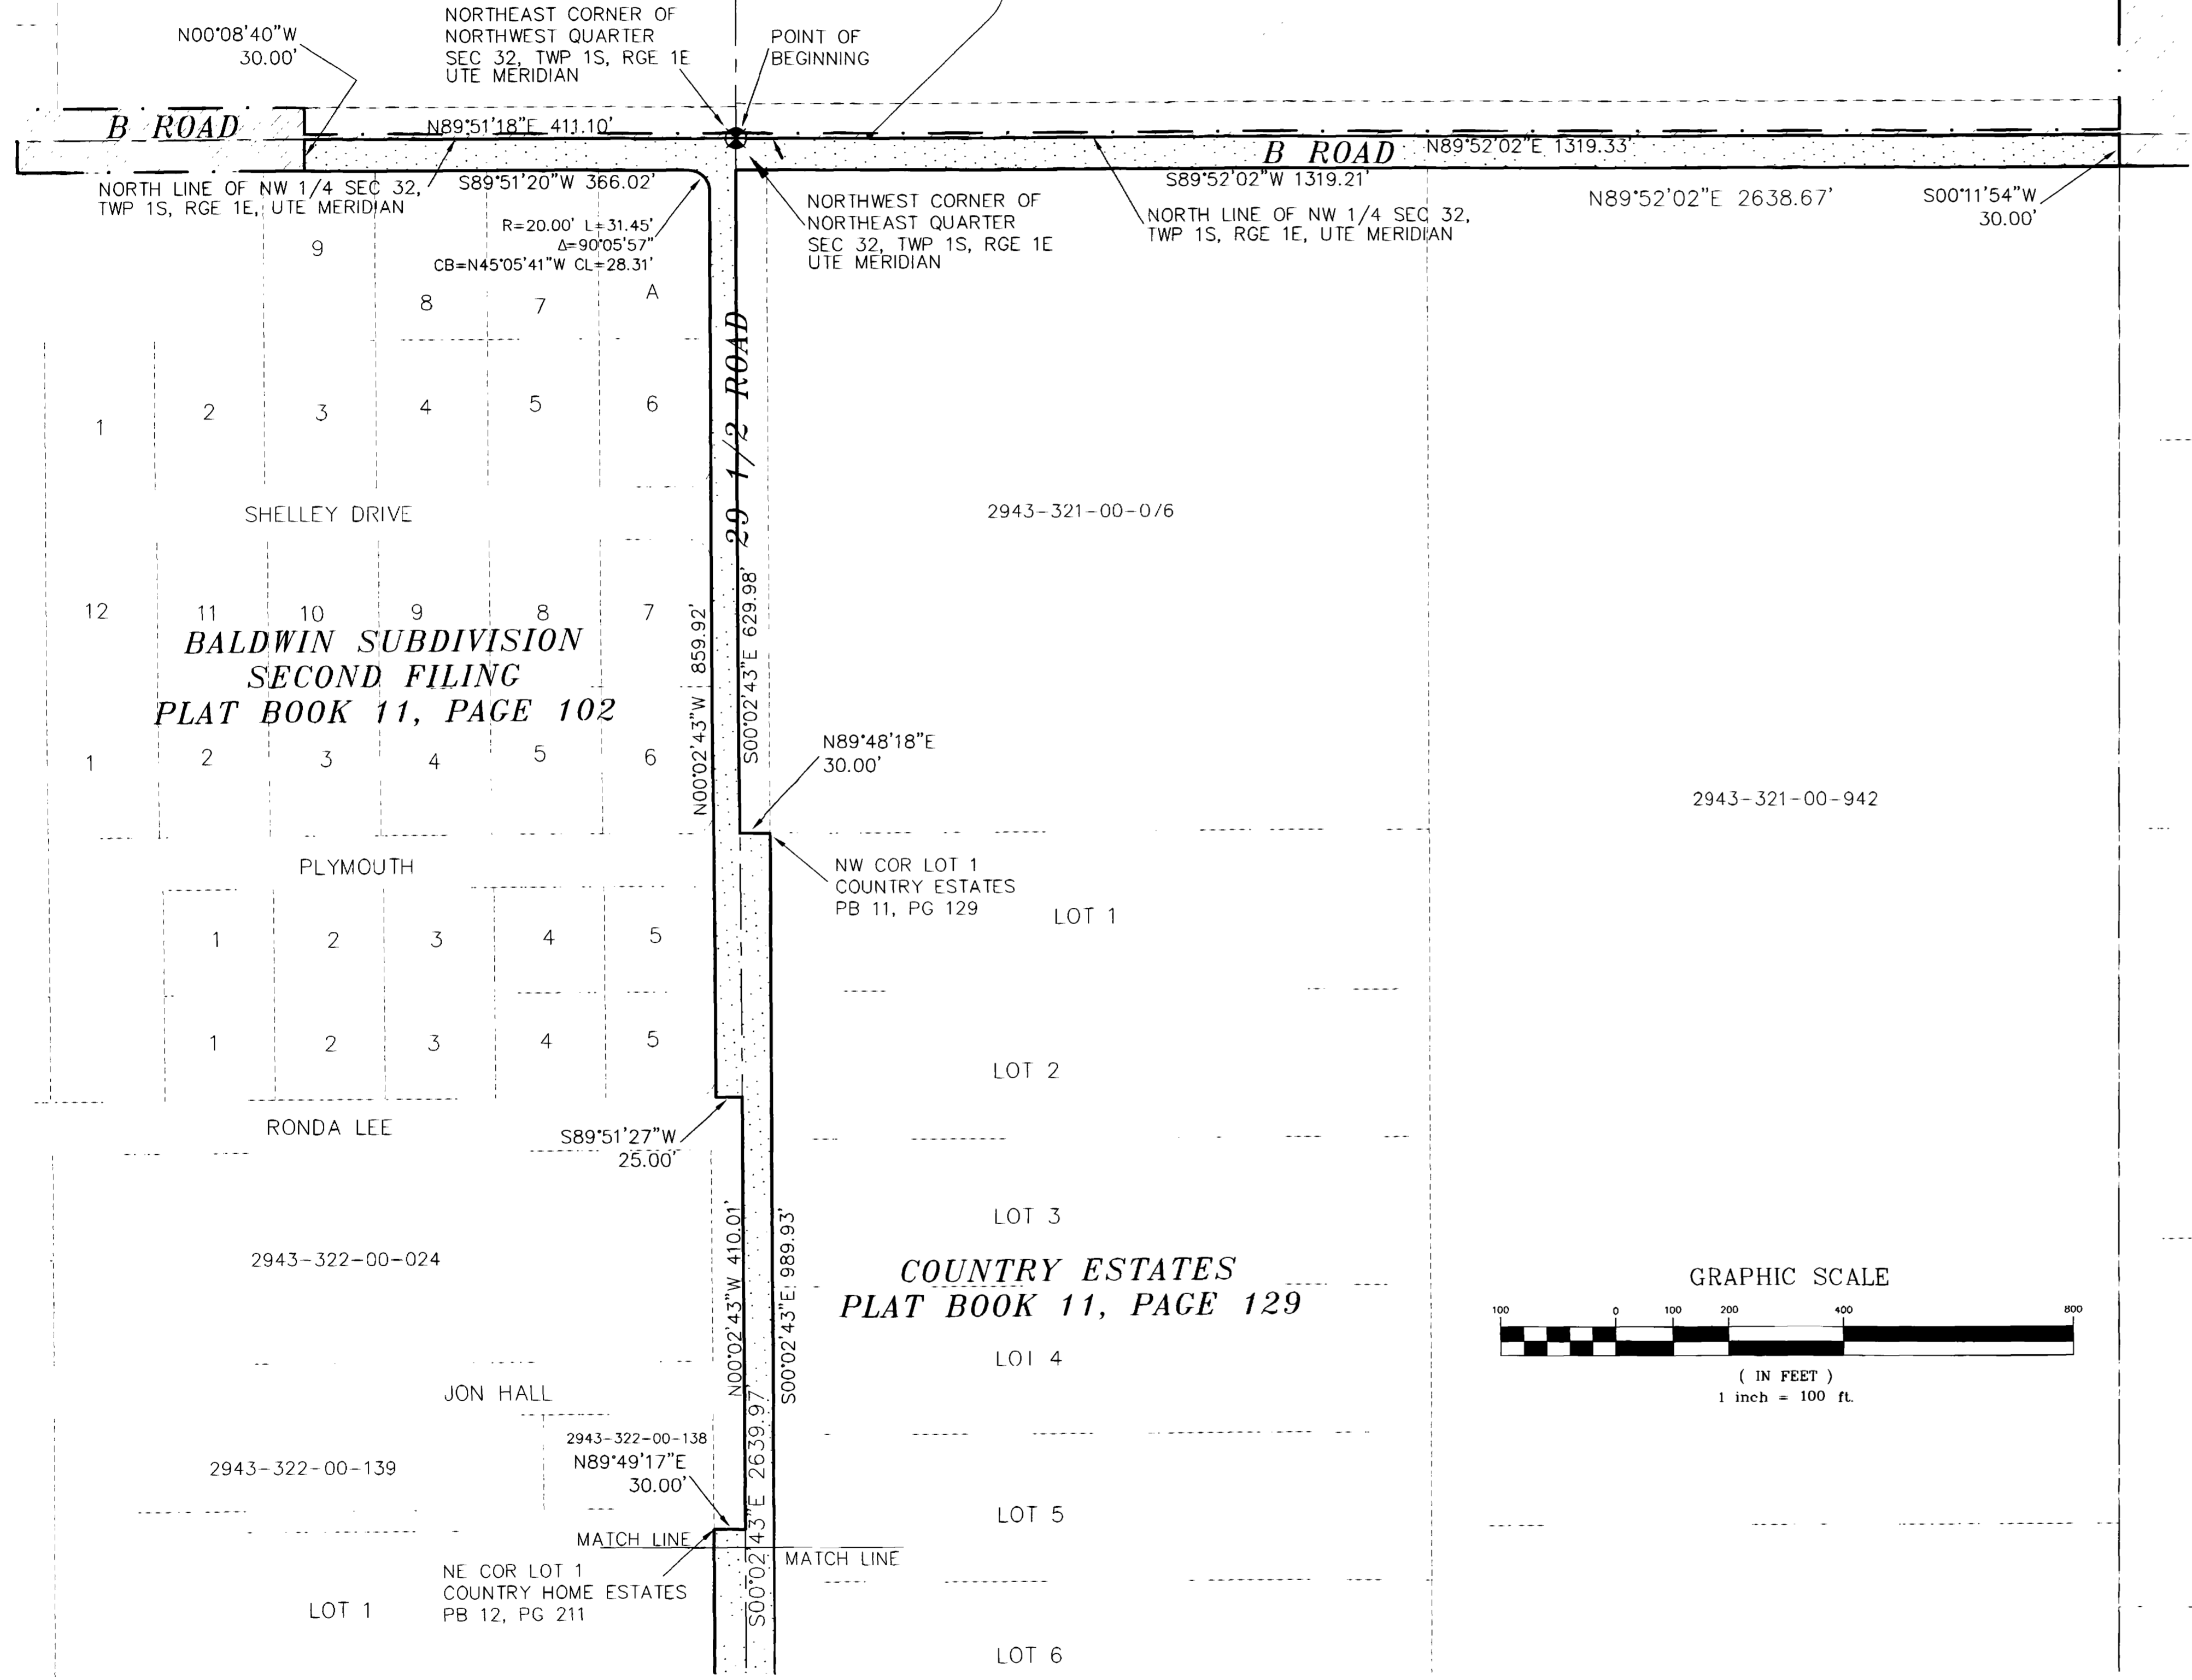 N00°08'40"W
30.00'
NORTHEAST CORNER OF
NORTHWEST QUARTER
SEC 32, TWP 1S, RGE 1E
UTE MERIDIAN
POINT OF
BEGINNING
B ROAD
N89°51'18"E 411.10'
B ROAD
N89°52'02"E 1319.33'
NORTH LINE OF NW 1/4 SEC 32,
TWP 1S, RGE 1E, UTE MERIDIAN
S89°51'20"W 366.02'
S89°52'02"W 1319.21'
N89°52'02"E 2638.67'
S00°11'54"W
30.00'
R=20.00' L=31.45'
Δ=90°05'57"
CB=N45°05'41"W CL=28.31'
NORTHWEST CORNER OF
NORTHEAST QUARTER
SEC 32, TWP 1S, RGE 1E
UTE MERIDIAN
NORTH LINE OF NW 1/4 SEC 32,
TWP 1S, RGE 1E, UTE MERIDIAN
9
8 7 A
1 2 3 4 5 6
29 1/2 ROAD
SHELLEY DRIVE
2943-321-00-076
12 11 10 9 8 7
BALDWIN SUBDIVISION
SECOND FILING
PLAT BOOK 11, PAGE 102
N00°02'43"W 859.92'
S00°02'43"E 629.98'
1 2 3 4 5 6
N89°48'18"E
30.00'
2943-321-00-942
PLYMOUTH
NW COR LOT 1
COUNTRY ESTATES
PB 11, PG 129
LOT 1
1 2 3 4 5
1 2 3 4 5
LOT 2
RONDA LEE
S89°51'27"W
25.00'
LOT 3
2943-322-00-024
N00°02'43"W 410.01'
S00°02'43"E 989.93'
COUNTRY ESTATES
PLAT BOOK 11, PAGE 129
GRAPHIC SCALE
100 0 100 200 400 800
( IN FEET )
1 inch = 100 ft.
LOT 4
JON HALL
2943-322-00-138
N89°49'17"E
30.00'
2943-322-00-139
S00°02'43"E 2639.97'
LOT 5
MATCH LINE
MATCH LINE
NE COR LOT 1
COUNTRY HOME ESTATES
PB 12, PG 211
LOT 1
LOT 6